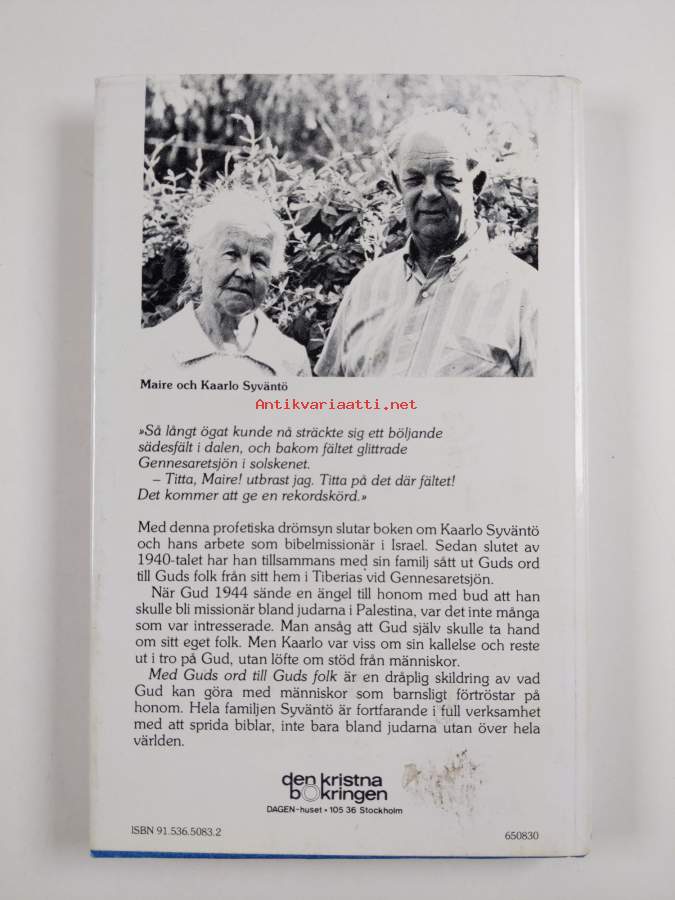 Maire och Kaarlo Syväntö
Antikvariaatti.net
»Så långt ögat kunde nå sträckte sig ett böljande
sädesfält i dalen, och bakom fältet glittrade
Gennesaretsjön i solskenet.
– Titta, Maire! utbrast jag. Titta på det där fältet!
Det kommer att ge en rekordskörd.»
Med denna profetiska drömsyn slutar boken om Kaarlo Syväntö
och hans arbete som bibelmissionär i Israel. Sedan slutet av
1940-talet har han tillsammans med sin familj sått ut Guds ord
till Guds folk från sitt hem i Tiberias vid Gennesaretsjön.
När Gud 1944 sände en ängel till honom med bud att han
skulle bli missionär bland judarna i Palestina, var det inte många
som var intresserade. Man ansåg att Gud själv skulle ta hand
om sitt eget folk. Men Kaarlo var viss om sin kallelse och reste
ut i tro på Gud, utan löfte om stöd från människor.
Med Guds ord till Guds folk är en dråplig skildring av vad
Gud kan göra med människor som barnsligt förtröstar på
honom. Hela familjen Syväntö är fortfarande i full verksamhet
med att sprida biblar, inte bara bland judarna utan över hela
världen.
den kristna
bokringen
DAGEN-huset • 105 36 Stockholm
ISBN 91.536.5083.2
650830